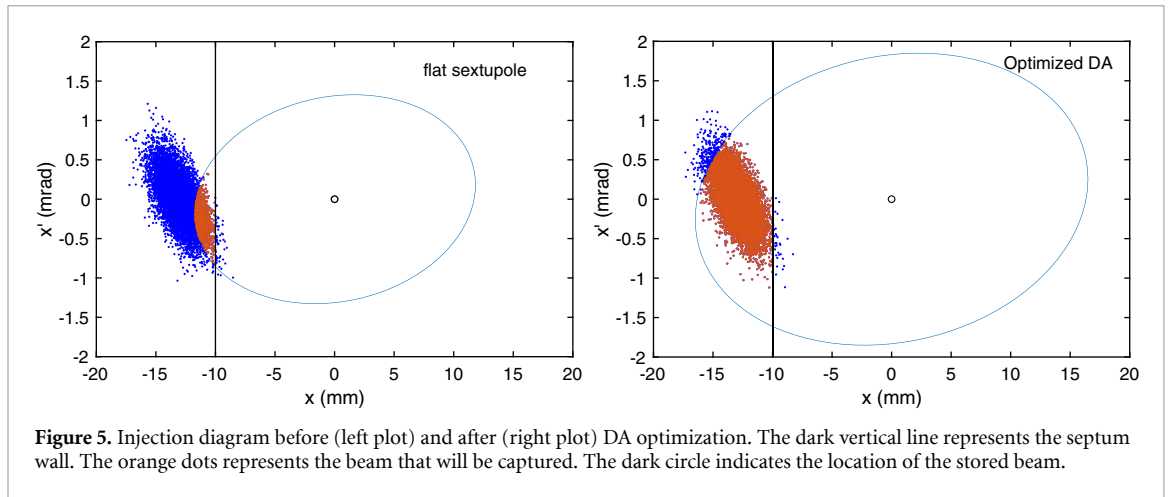 flat sextupole
2
1.5
1
0.5
0
-0.5
-1
-1.5
-2
x' (mrad)
-20 -15 -10 -5 0 5 10 15 20
x (mm)
Optimized DA
2
1.5
1
0.5
0
-0.5
-1
-1.5
-2
x' (mrad)
-20 -15 -10 -5 0 5 10 15 20
x (mm)
Figure 5. Injection diagram before (left plot) and after (right plot) DA optimization. The dark vertical line represents the septum
wall. The orange dots represents the beam that will be captured. The dark circle indicates the location of the stored beam.